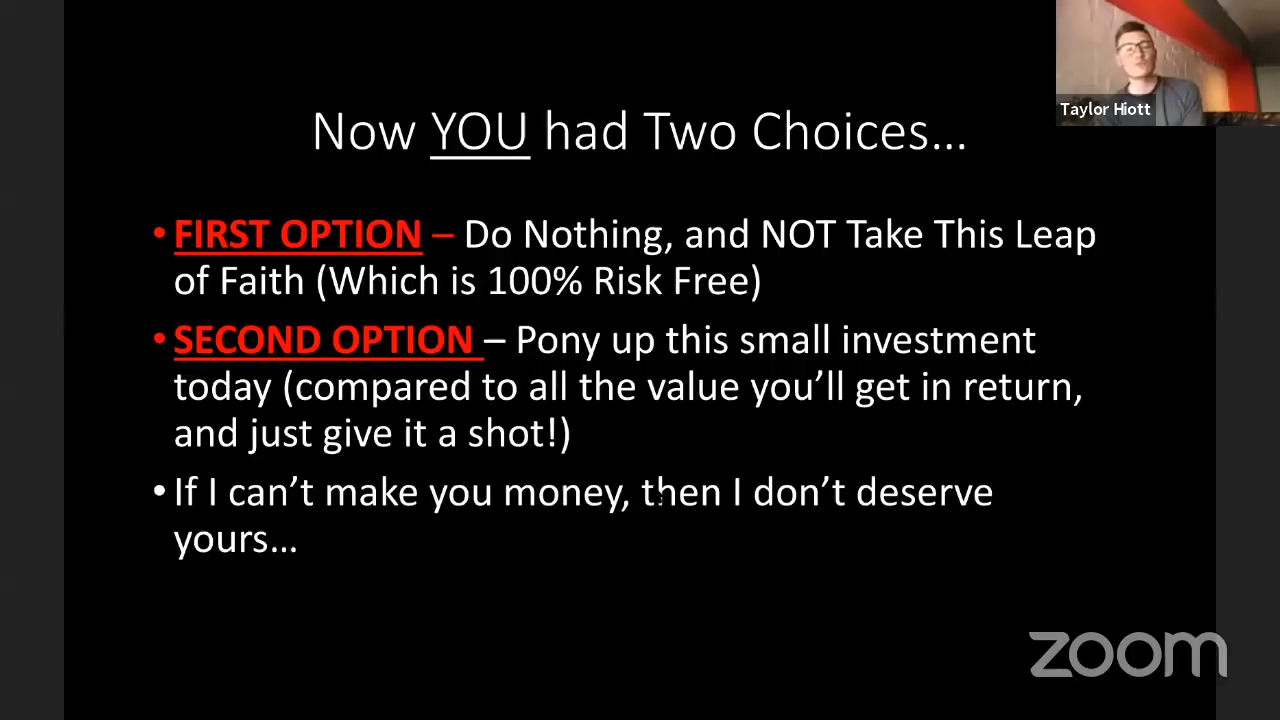 Taylor Hiott
Now YOU had Two Choices…
• FIRST OPTION – Do Nothing, and NOT Take This Leap
of Faith (Which is 100% Risk Free)
• SECOND OPTION – Pony up this small investment
today (compared to all the value you’ll get in return,
and just give it a shot!)
• If I can’t make you money, then I don’t deserve
yours…
zoom